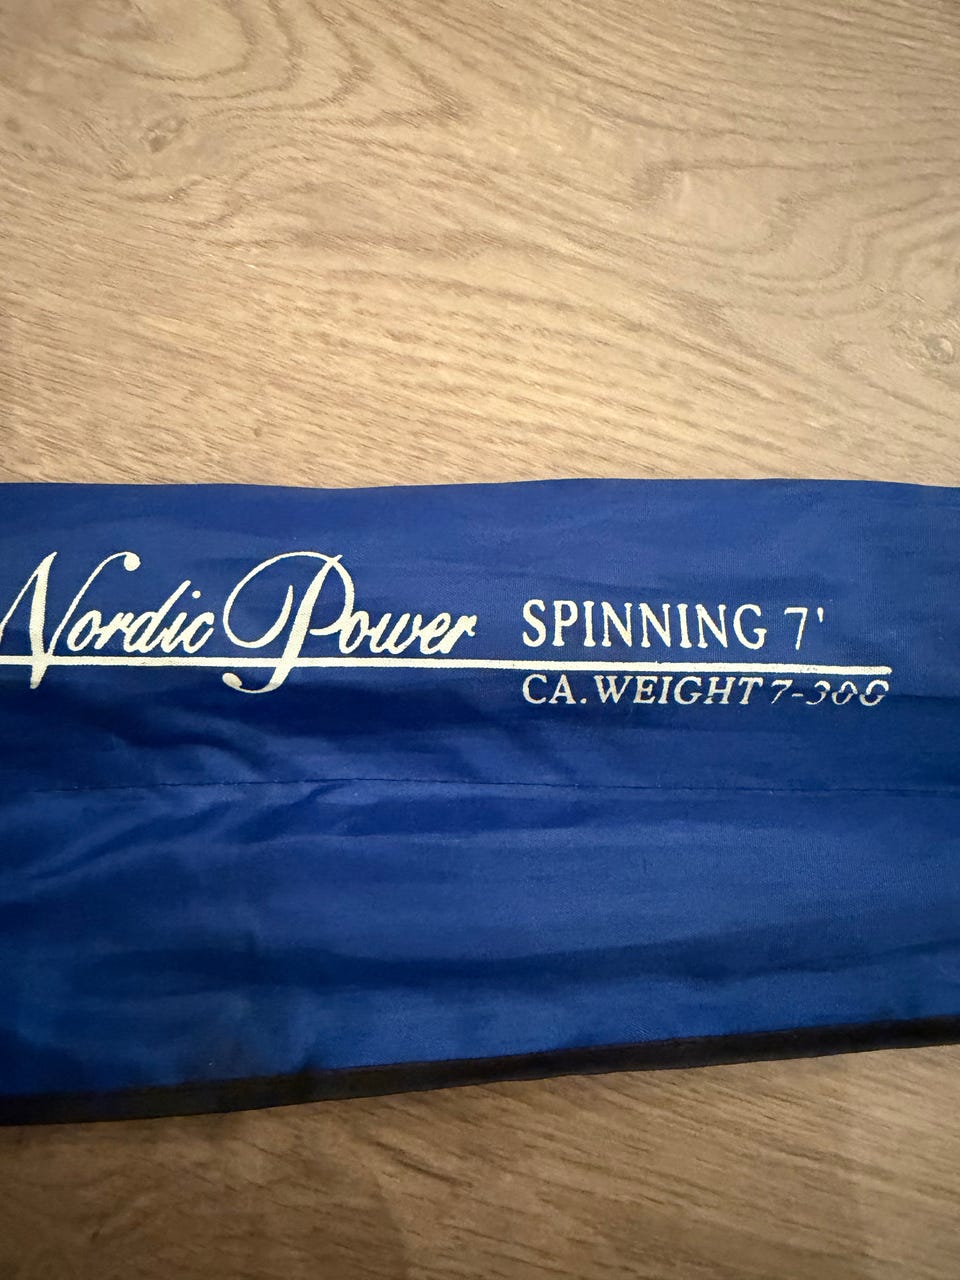 Nordic Power SPINNING 7'
CA. WEIGHT 7-30G